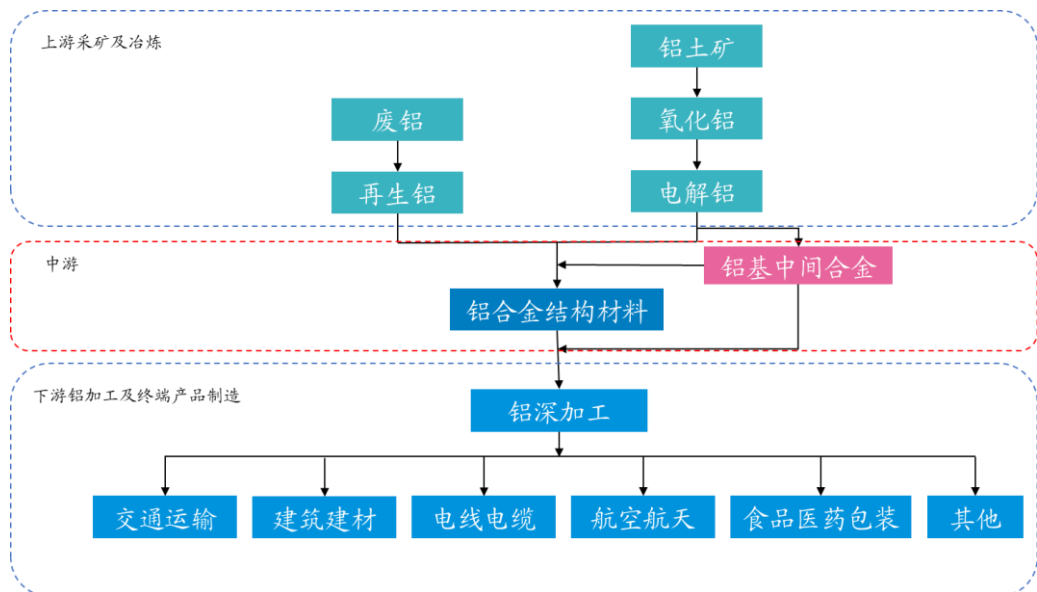 上游采矿及冶炼
铝土矿
废铝
氧化铝
再生铝
电解铝
中游
铝基中间合金
铝合金结构材料
下游铝加工及终端产品制造
铝深加工
交通运输
建筑建材
电线电缆
航空航天
食品医药包装
其他